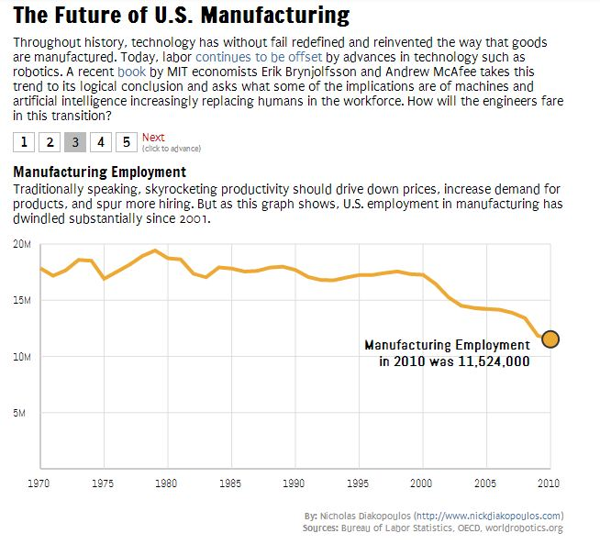 The Future of U.S. Manufacturing
Throughout history, technology has without fail redefined and reinvented the way that goods
are manufactured. Today, labor continues to be offset by advances in technology such as
robotics. A recent book by MIT economists Erik Brynjolfsson and Andrew McAfee takes this
trend to its logical conclusion and asks what some of the implications are of machines and
artificial intelligence increasingly replacing humans in the workforce. How will the engineers fare
in this transition?
1 2 3 4 5 Next
(click to advance)
Manufacturing Employment
Traditionally speaking, skyrocketing productivity should drive down prices, increase demand for
products, and spur more hiring. But as this graph shows, U.S. employment in manufacturing has
dwindled substantially since 2001.
20M
15M
10M
5M
Manufacturing Employment
in 2010 was 11,524,000
1970 1975 1980 1985 1990 1995 2000 2005 2010
By: Nicholas Diakopoulos (http://www.nickdiakopoulos.com)
Sources: Bureau of Labor Statistics, OECD, worldrobotics.org